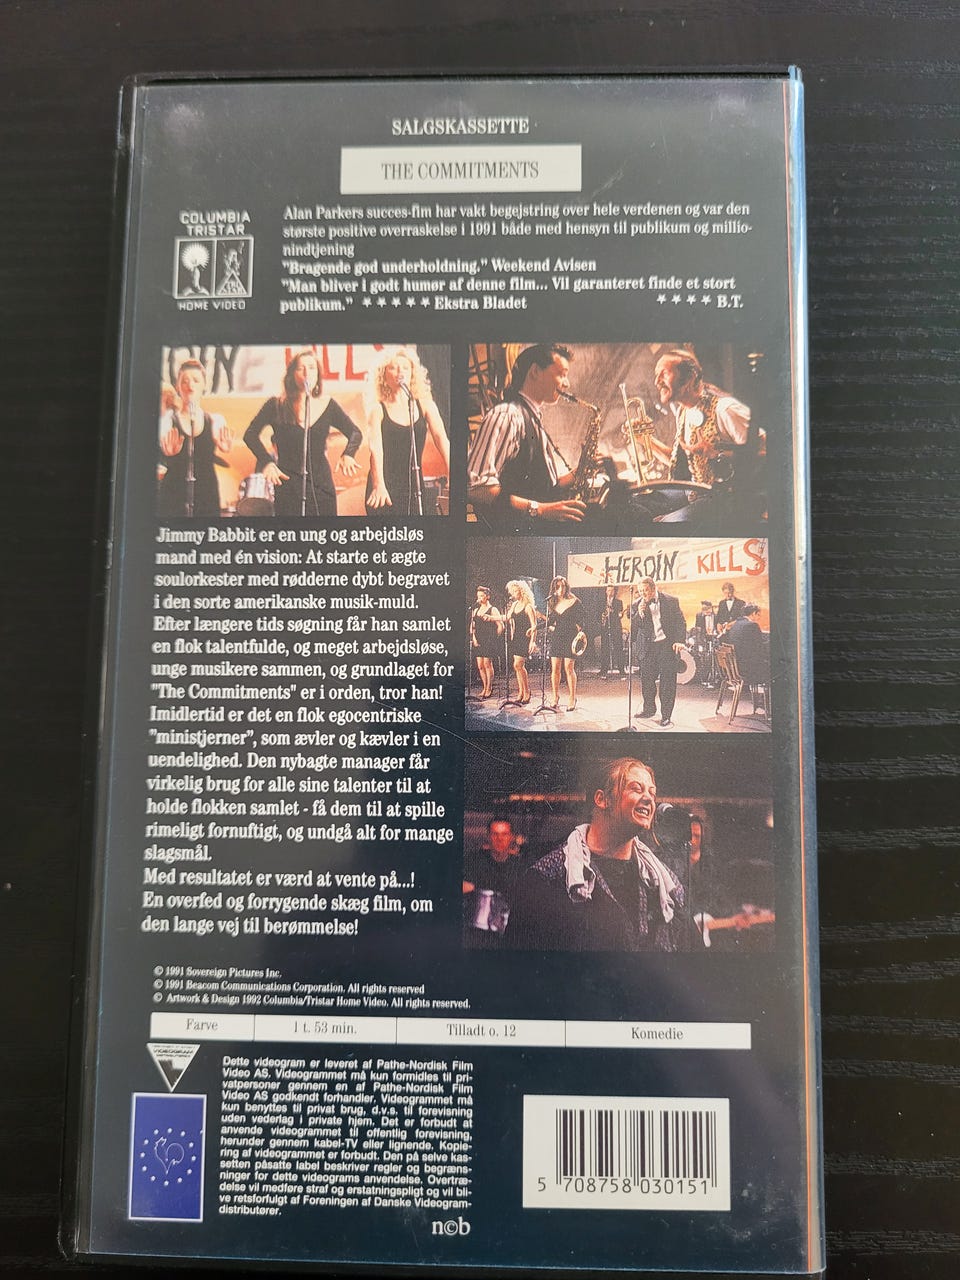 SALGSKASSETTE
THE COMMITMENTS
COLUMBIA
TRISTAR
HOME VIDEO
Alan Parkers succes-fim har vakt begejstring over hele verdenen og var den
største positive overraskelse i 1991 både med hensyn til publikum og millio-
nindtjening
"Bragende god underholdning." Weekend Avisen
"Man bliver i godt humør af denne film... Vil garanteret finde et stort
publikum." ★★★★★ Ekstra Bladet ★★★★ B.T.
HEROINE KILLS
Jimmy Babbit er en ung og arbejdsløs
mand med én vision: At starte et ægte
soulorkester med rødderne dybt begravet
i den sorte amerikanske musik-muld.
Efter længere tids søgning får han samlet
en flok talentfulde, og meget arbejdsløse,
unge musikere sammen, og grundlaget for
"The Commitments" er i orden, tror han!
Imidlertid er det en flok egocentriske
"ministjerner", som ævler og kævler i en
uendelighed. Den nybagte manager får
virkelig brug for alle sine talenter til at
holde flokken samlet - få dem til at spille
rimeligt fornuftigt, og undgå alt for mange
slagsmål.
Med resultatet er værd at vente på...!
En overfed og forrygende skæg film, om
den lange vej til berømmelse!
© 1991 Sovereign Pictures Inc.
© 1991 Beacom Communications Corporation. All rights reserved
© Artwork & Design 1992 Columbia/Tristar Home Video. All rights reserved.
Farve 1 t. 53 min. Tilladt o. 12 Komedie
VIDEOGRAM
Dette videogram er leveret af Pathe-Nordisk Film
Video AS. Videogrammet må kun formidles til pri-
vatpersoner gennem en af Pathe-Nordisk Film
Video AS godkendt forhandler. Videogrammet må
kun benyttes til privat brug, d.v.s. til forevisning
uden vederlag i private hjem. Det er forbudt at
anvende videogrammet til offentlig forevisning,
herunder gennem kabel-TV eller lignende. Kopie-
ring af videogrammet er forbudt. Den på selve kas-
setten påsatte label beskriver regler og begræns-
ninger for dette videograms anvendelse. Overtræ-
delse vil medføre straf og erstatningspligt og vil bli-
ve retsforfulgt af Foreningen af Danske Videogram-
distributører.
n©b
5 708758 030151